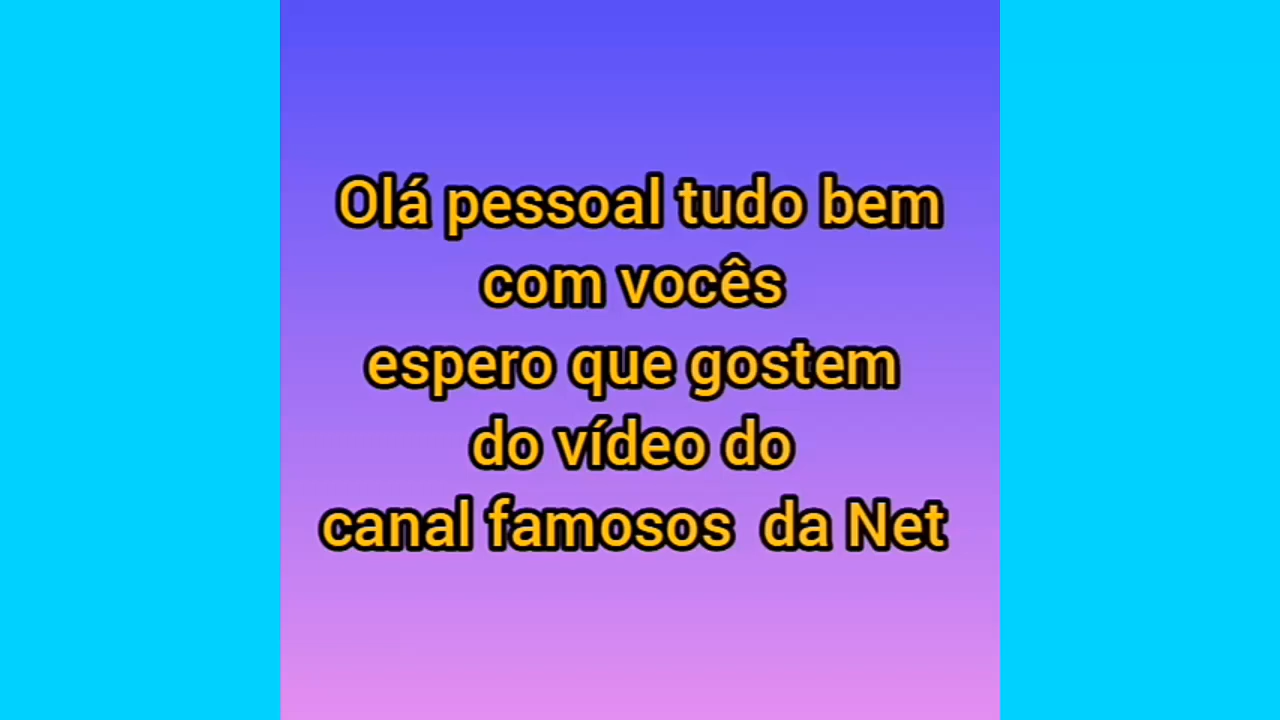 Olá pessoal tudo bem
com vocês
espero que gostem
do vídeo do
canal famosos da Net